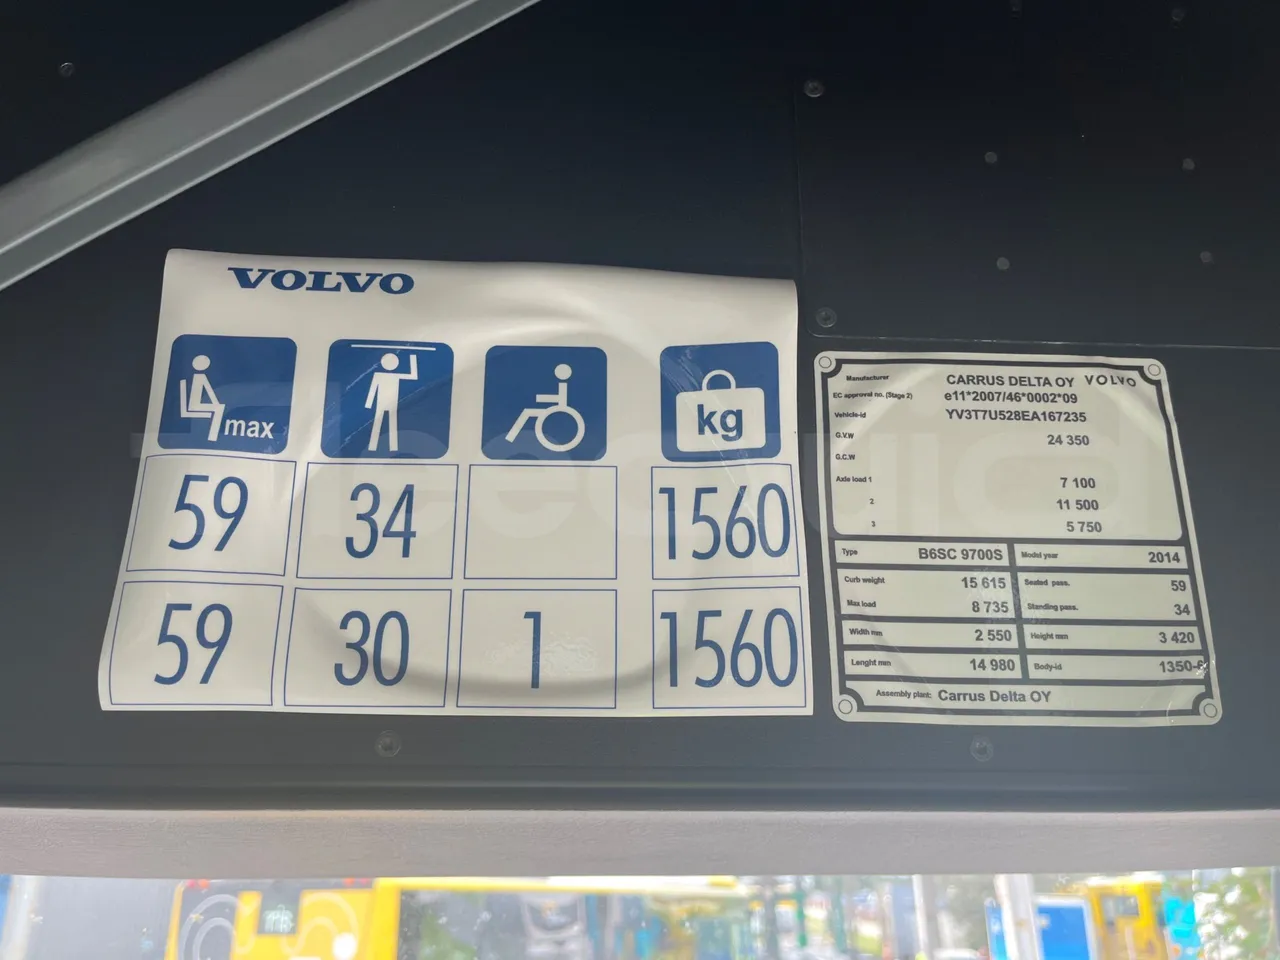 VOLVO
max
kg
59 34 1560
59 30 1 1560
Manufacturer CARRUS DELTA OY VOLVO
EC approval no. (Stage 2) e11*2007/46*0002*09
Vehicle-id YV3T7U528EA167235
G.V.W 24 350
G.C.W
Axle load 1 7 100
2 11 500
3 5 750
Type B6SC 9700S Model year 2014
Curb weight 15 615 Seated pass. 59
Max load 8 735 Standing pass. 34
Width mm 2 550 Height mm 3 420
Lenght mm 14 980 Body-id 1350-6
Assembly plant: Carrus Delta OY